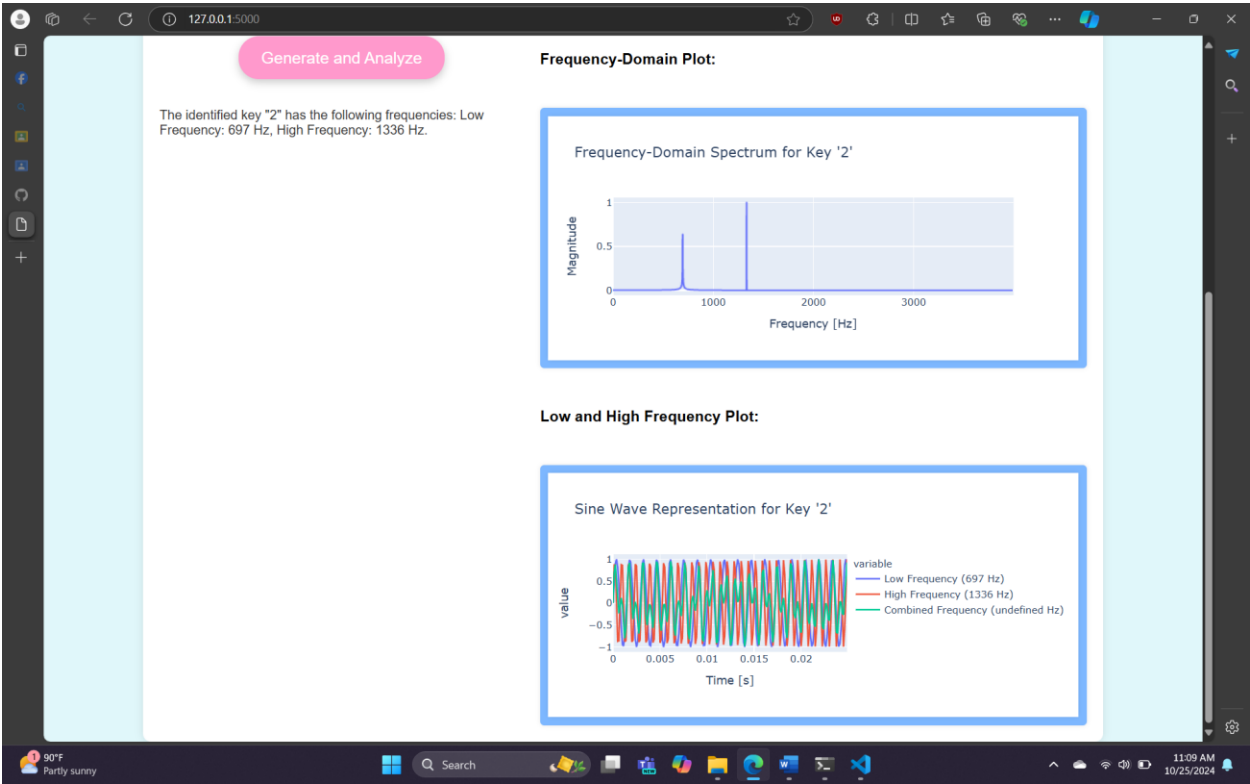 127.0.0.1:5000
Generate and Analyze
The identified key "2" has the following frequencies: Low
Frequency: 697 Hz, High Frequency: 1336 Hz.
Frequency-Domain Plot:
Frequency-Domain Spectrum for Key '2'
Magnitude
1
0.5
0
0 1000 2000 3000
Frequency [Hz]
Low and High Frequency Plot:
Sine Wave Representation for Key '2'
value
1
0.5
0
−0.5
−1
0 0.005 0.01 0.015 0.02
Time [s]
variable
Low Frequency (697 Hz)
High Frequency (1336 Hz)
Combined Frequency (undefined Hz)
1
90°F
Partly sunny
Search
11:09 AM
10/25/2024